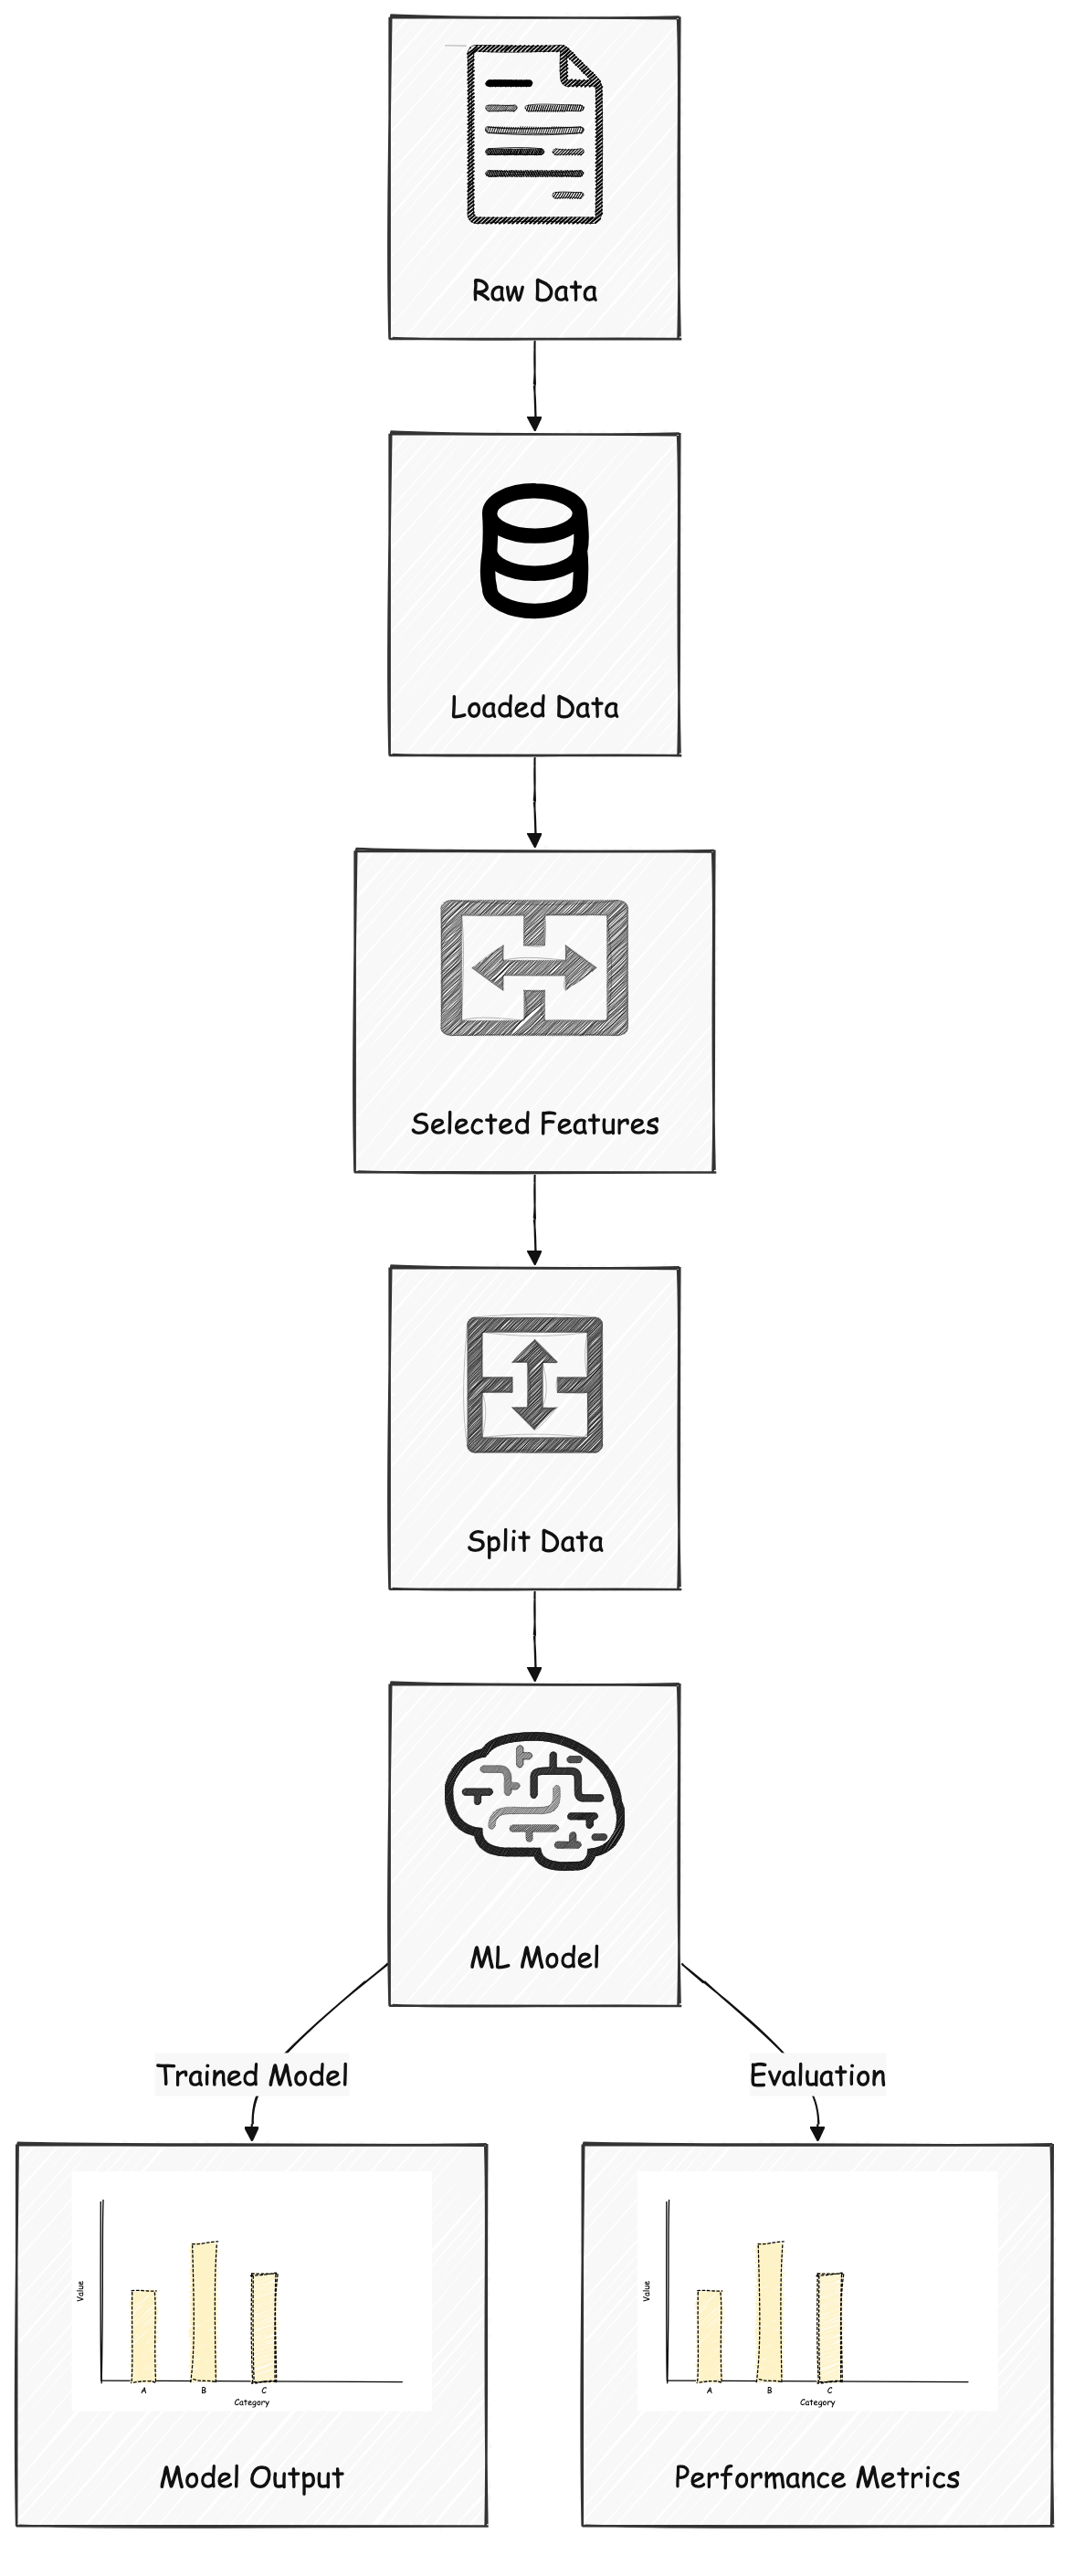 Raw Data
Loaded Data
Selected Features
Split Data
ML Model
Trained Model
Evaluation
Value
A B C
Category
Model Output
Value
A B C
Category
Performance Metrics